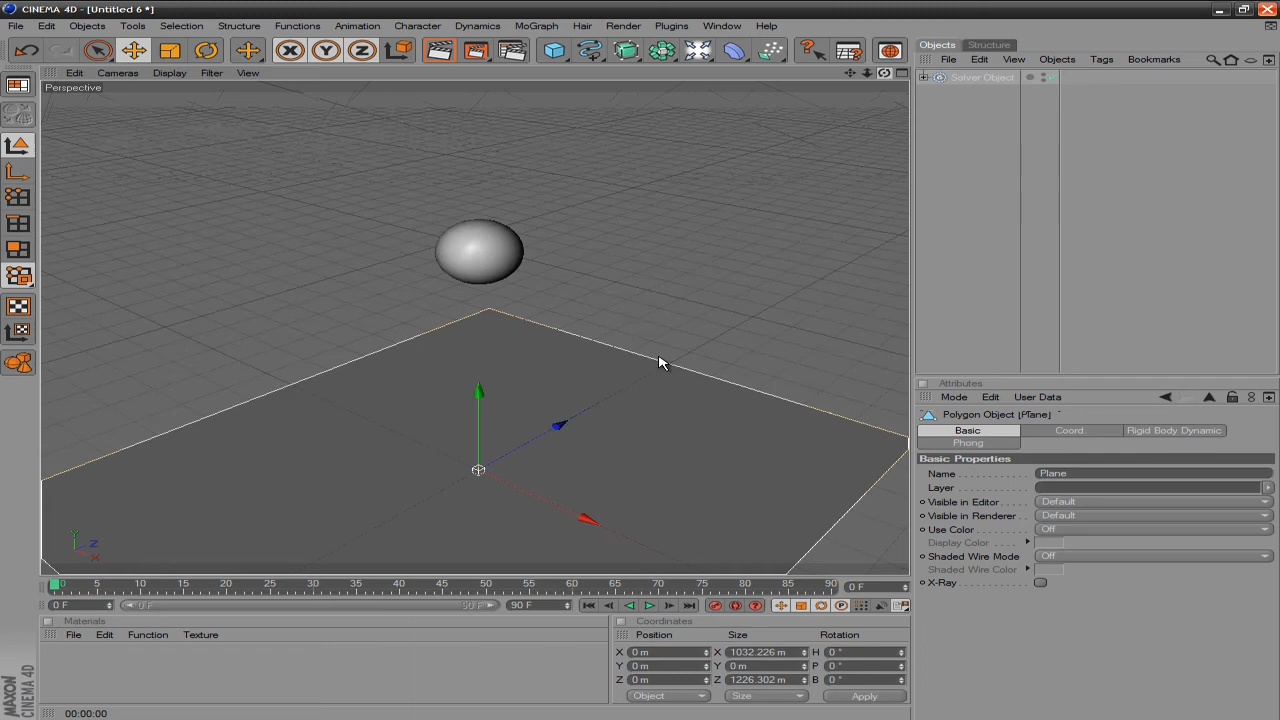 CINEMA 4D - [Untitled 6 *]
File Edit Objects Tools Selection Structure Functions Animation Character Dynamics MoGraph Hair Render Plugins Window Help
Objects Structure
Edit Cameras Display Filter View
File Edit View Objects Tags Bookmarks
Perspective
Solver Object
Attributes
Mode Edit User Data
Polygon Object [Plane]
Basic Coord. Rigid Body Dynamic
Phong
Basic Properties
Name Plane
Layer
Visible in Editor Default
Visible in Renderer Default
Use Color Off
Display Color
Shaded Wire Mode Off
Shaded Wire Color
X-Ray
Y Z X
0 5 10 15 20 25 30 35 40 45 50 55 60 65 70 75 80 85 90 0 F
0 F 0 F 90 F 90 F
Materials
File Edit Function Texture
Coordinates
Position Size Rotation
X 0 m X 1032.226 m H 0 °
Y 0 m Y 0 m P 0 °
Z 0 m Z 1226.302 m B 0 °
Object Size Apply
MAXON CINEMA 4D
00:00:00